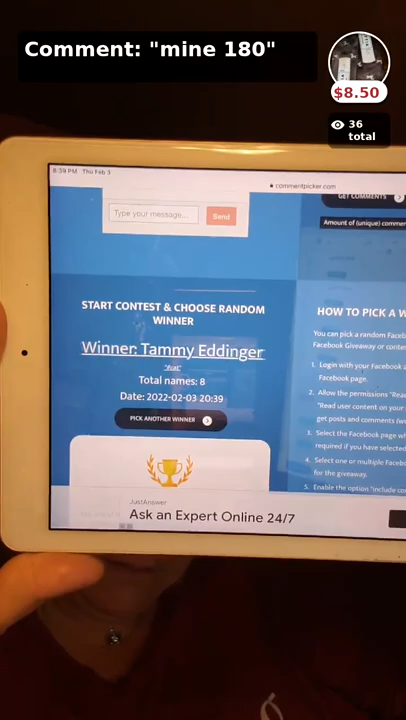 Comment: "mine 180"
$8.50
36
total
8:39 PM Thu Feb 3
commentpicker.com
GET COMMENTS
Type your message...
Send
Amount of (unique) commen
START CONTEST & CHOOSE RANDOM
WINNER
HOW TO PICK A W
Winner: Tammy Eddinger
You can pick a random Faceb
Facebook Giveaway or conte
Total names: 8
Date: 2022-02-03 20:39
PICK ANOTHER WINNER
1. Login with your Facebook a
Facebook page.
2. Allow the permissions "Read
"Read user content on your
get posts and comments (we
3. Select the Facebook page wh
required if you have selected
4. Select one or multiple Facebo
for the giveaway.
5. Enable the option "include co
JustAnswer
Ask an Expert Online 24/7